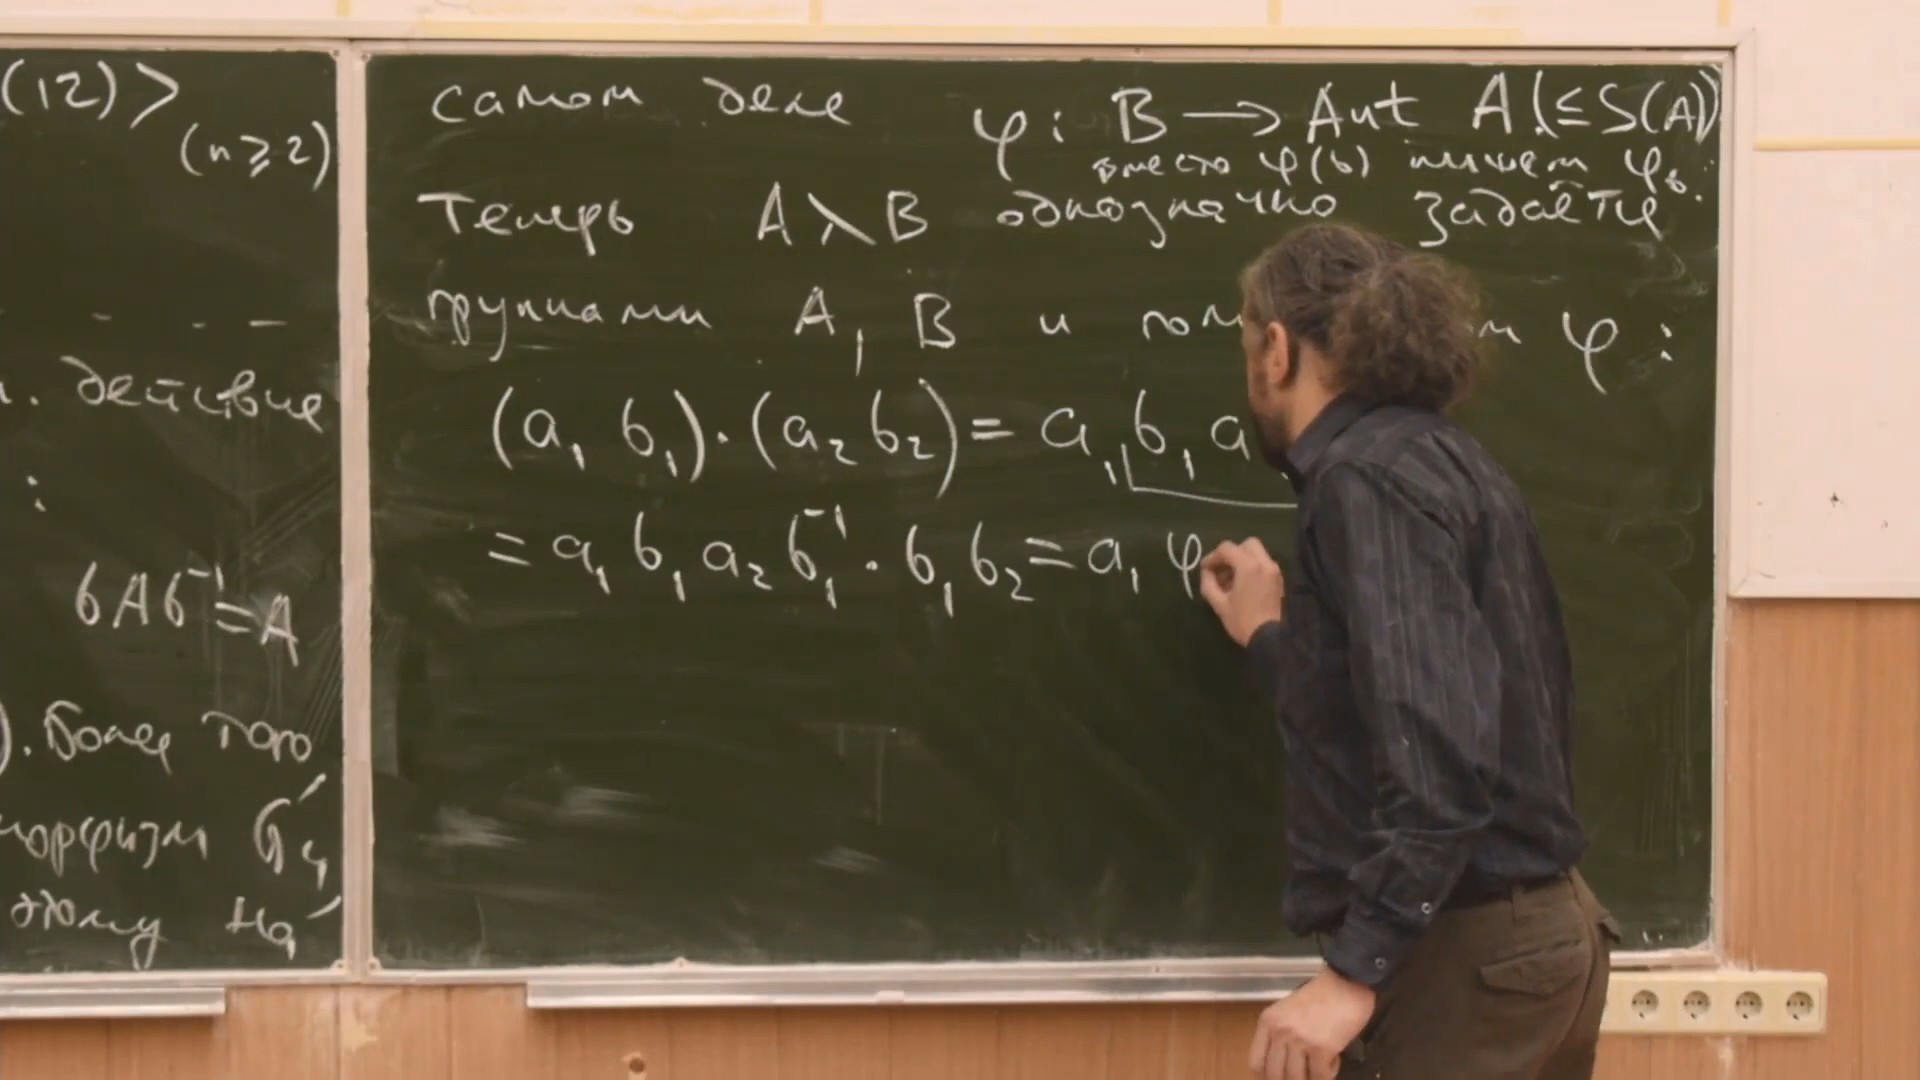 (12)>
(n ⩾ 2)
действие
:
bAb⁻¹=A
). Более того
морфизм
этому на
самом деле φ: B → Aut A (≤ S(A))
вместо φ(b) пишем φ_b.
Теперь A⋋B однозначно задаётся
группами A, B и φ:
(a₁ b₁)·(a₂ b₂) = a₁ b₁ a
= a₁ b₁ a₂ b₁⁻¹ · b₁ b₂ = a₁ φ